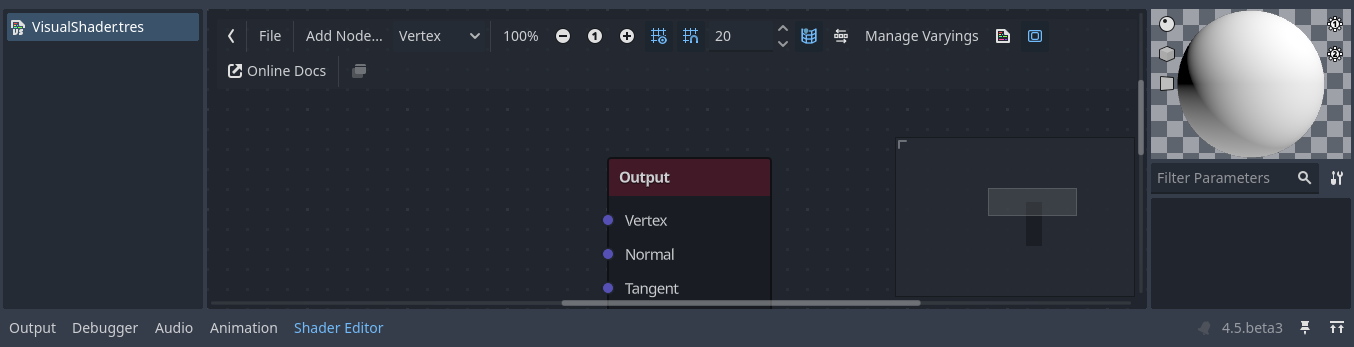 VisualShader.tres
File Add Node... Vertex 100% 20 Manage Varyings
Online Docs
Output
Vertex
Normal
Tangent
Filter Parameters
Output Debugger Audio Animation Shader Editor 4.5.beta3